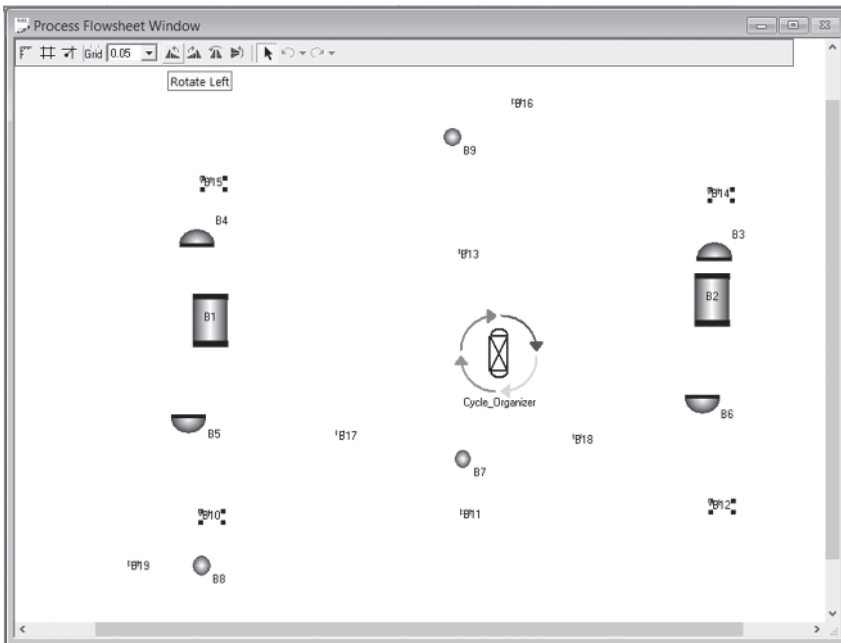 Process Flowsheet Window
Grid 0.05
Rotate Left
B16
B9
B15
B14
B4
B3
B13
B2
B1
Cycle_Organizer
B6
B5
B17
B18
B7
B12
B10
B11
B19
B8